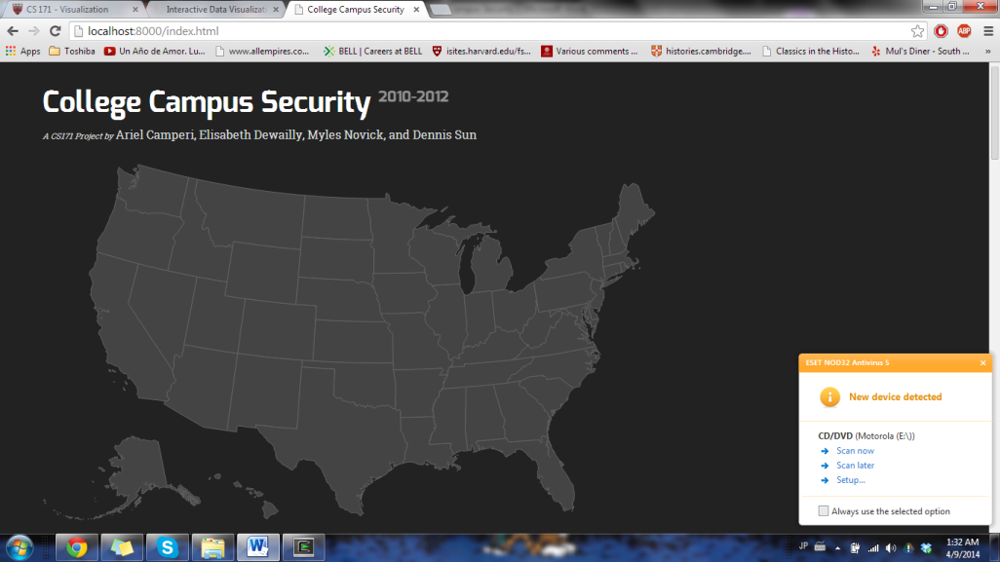 CS 171 - Visualization
Interactive Data Visualizat
College Campus Security
localhost:8000/index.html
ABP
Apps
Toshiba
Un Año de Amor. Lu...
www.allempires.co...
BELL | Careers at BELL
isites.harvard.edu/fs...
Various comments ...
histories.cambridge....
Classics in the Histo...
Mul's Diner - South ...
»
College Campus Security 2010-2012
A CS171 Project by Ariel Camperi, Elisabeth Dewailly, Myles Novick, and Dennis Sun
ESET NOD32 Antivirus 5
New device detected
CD/DVD (Motorola (E:\))
Scan now
Scan later
Setup...
Always use the selected option
JP
1:32 AM
4/9/2014